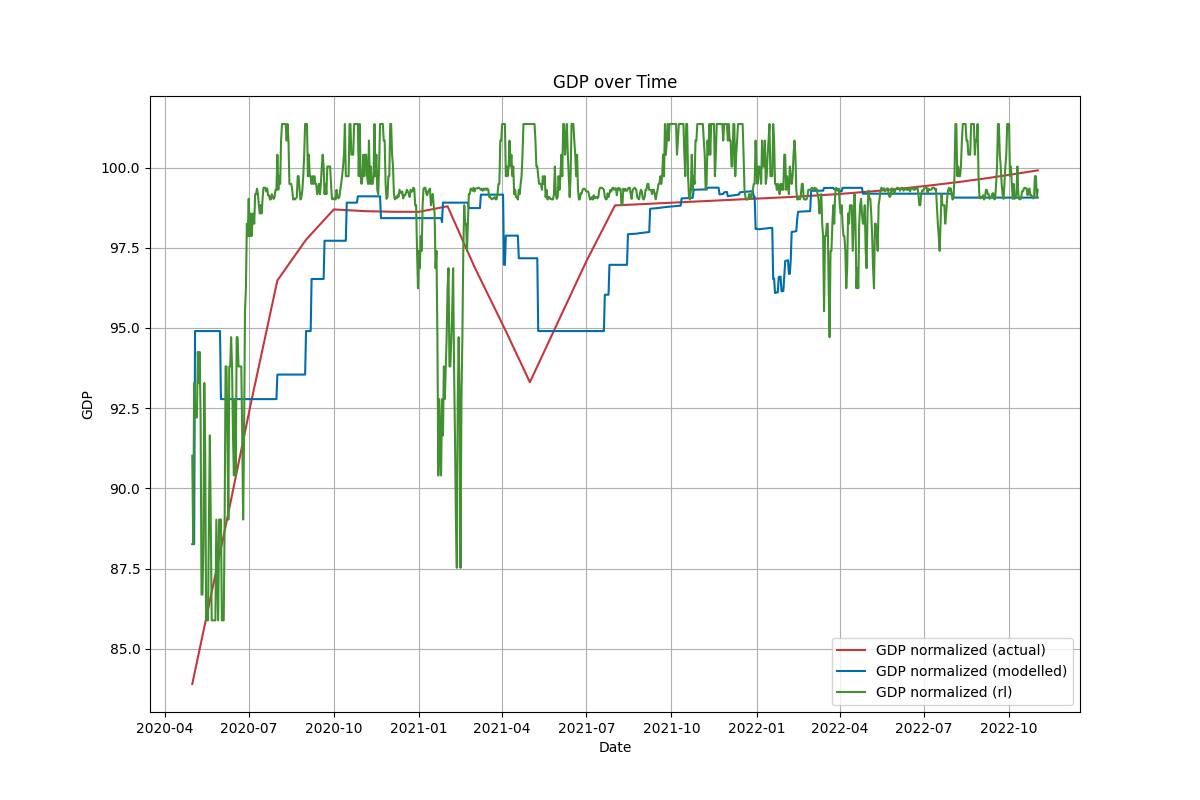 GDP over Time
GDP
100.0
97.5
95.0
92.5
90.0
87.5
85.0
GDP normalized (actual)
GDP normalized (modelled)
GDP normalized (rl)
2020-04 2020-07 2020-10 2021-01 2021-04 2021-07 2021-10 2022-01 2022-04 2022-07 2022-10
Date